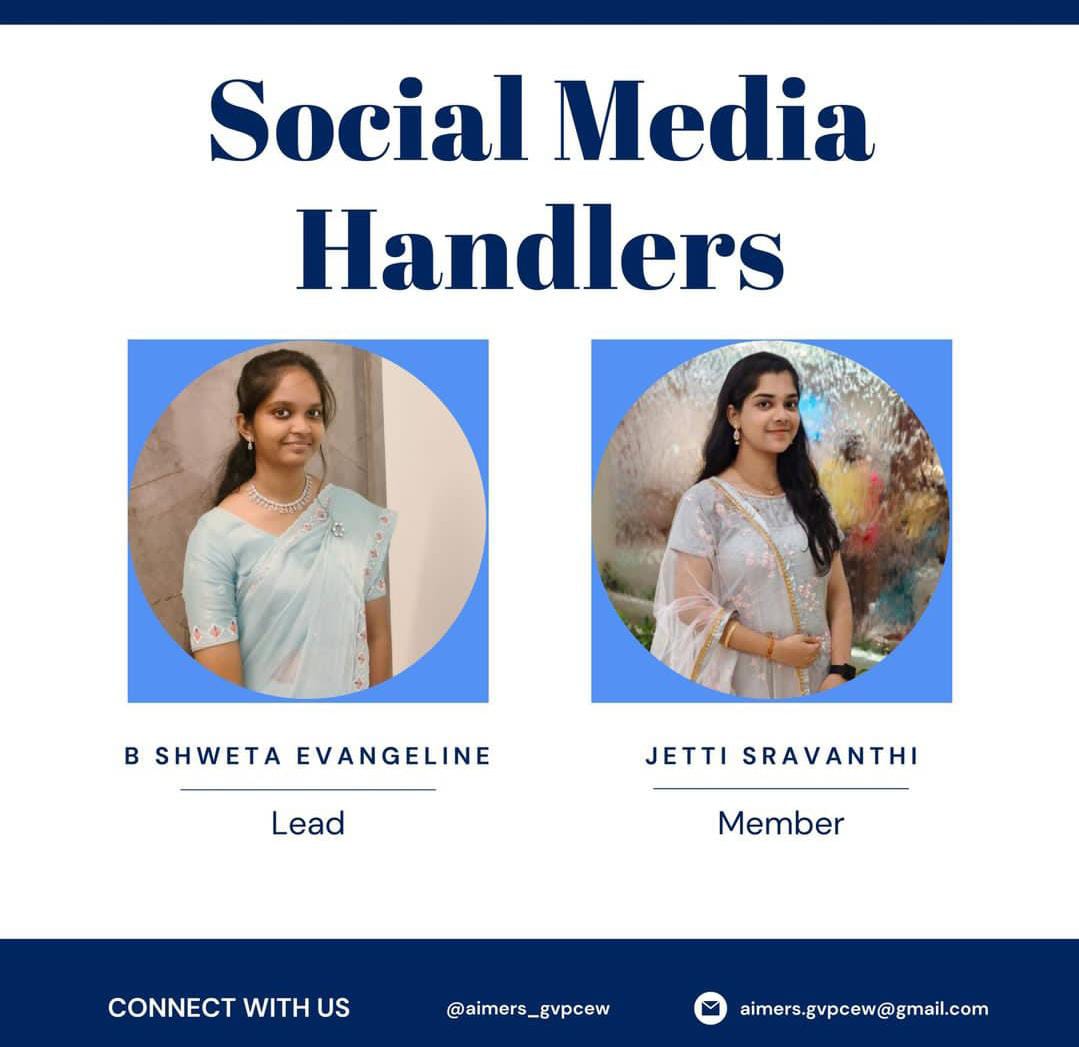 Social Media
Handlers
B SHWETA EVANGELINE
Lead
JETTI SRAVANTHI
Member
CONNECT WITH US
@aimers_gvpcew
aimers.gvpcew@gmail.com